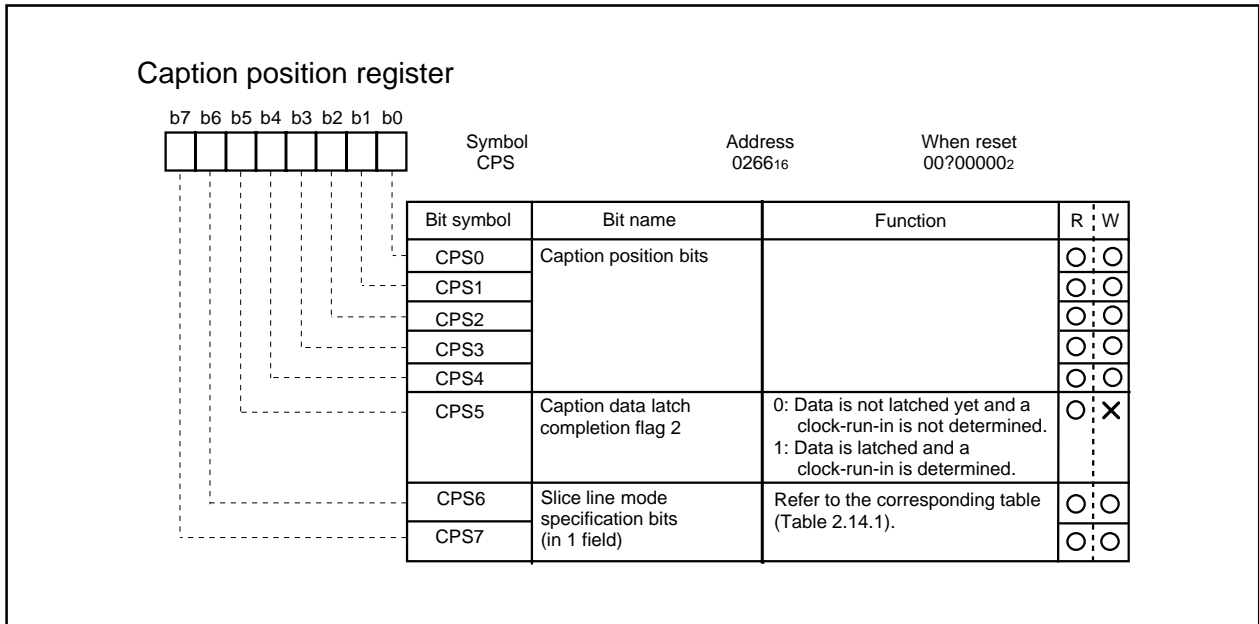 Caption position register
b7 b6 b5 b4 b3 b2 b1 b0
Symbol Address When reset
CPS 026616 00?000002
Bit symbol Bit name Function R W
CPS0 Caption position bits
CPS1
CPS2
CPS3
CPS4
CPS5 Caption data latch completion flag 2
0: Data is not latched yet and a
clock-run-in is not determined.
1: Data is latched and a
clock-run-in is determined.
CPS6 Slice line mode
specification bits
(in 1 field)
Refer to the corresponding table
(Table 2.14.1).
CPS7